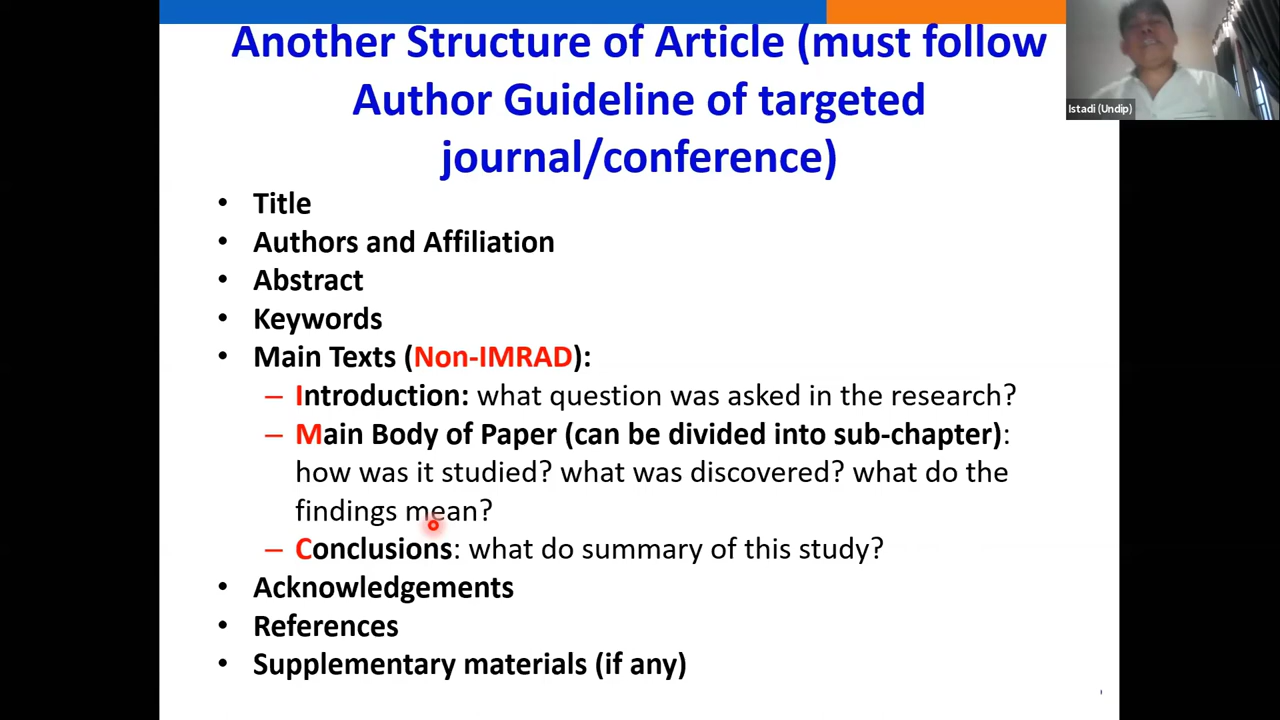 Another Structure of Article (must follow
Author Guideline of targeted
journal/conference)
Istadi (Undip)
• Title
• Authors and Affiliation
• Abstract
• Keywords
• Main Texts (Non-IMRAD):
– Introduction: what question was asked in the research?
– Main Body of Paper (can be divided into sub-chapter):
how was it studied? what was discovered? what do the
findings mean?
– Conclusions: what do summary of this study?
• Acknowledgements
• References
• Supplementary materials (if any)